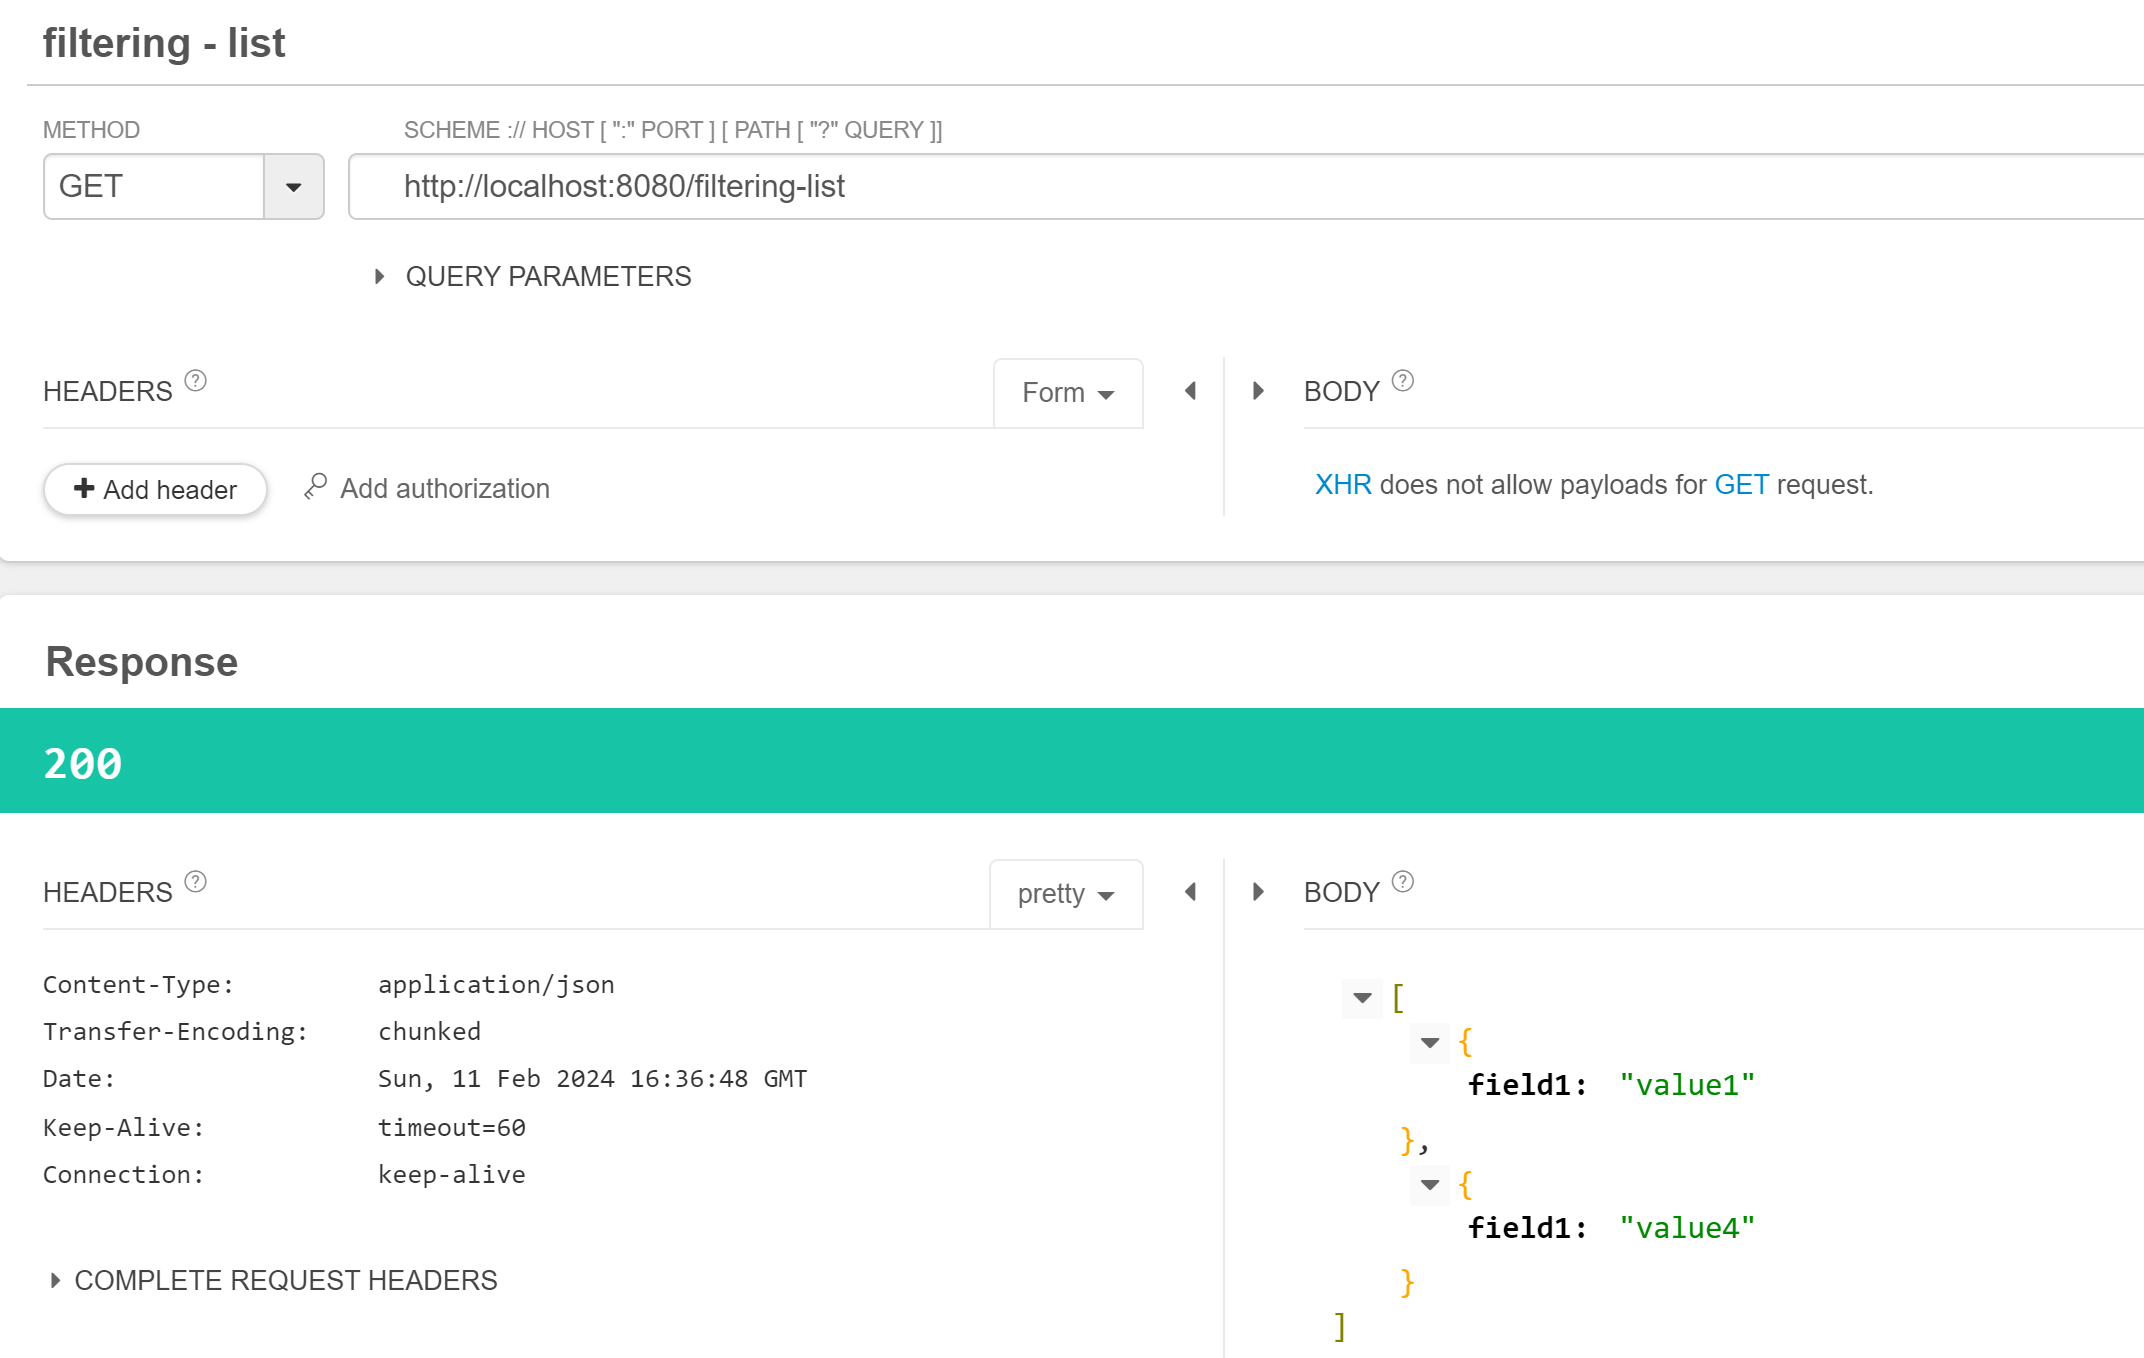 filtering - list
METHOD
SCHEME :// HOST [ ":" PORT ] [ PATH [ "?" QUERY ]]
GET
http://localhost:8080/filtering-list
QUERY PARAMETERS
HEADERS ?
Form
BODY ?
+ Add header
Add authorization
XHR does not allow payloads for GET request.
Response
200
HEADERS ?
pretty
BODY ?
Content-Type: application/json
Transfer-Encoding: chunked
Date: Sun, 11 Feb 2024 16:36:48 GMT
Keep-Alive: timeout=60
Connection: keep-alive
COMPLETE REQUEST HEADERS
[
{
field1: "value1"
},
{
field1: "value4"
}
]